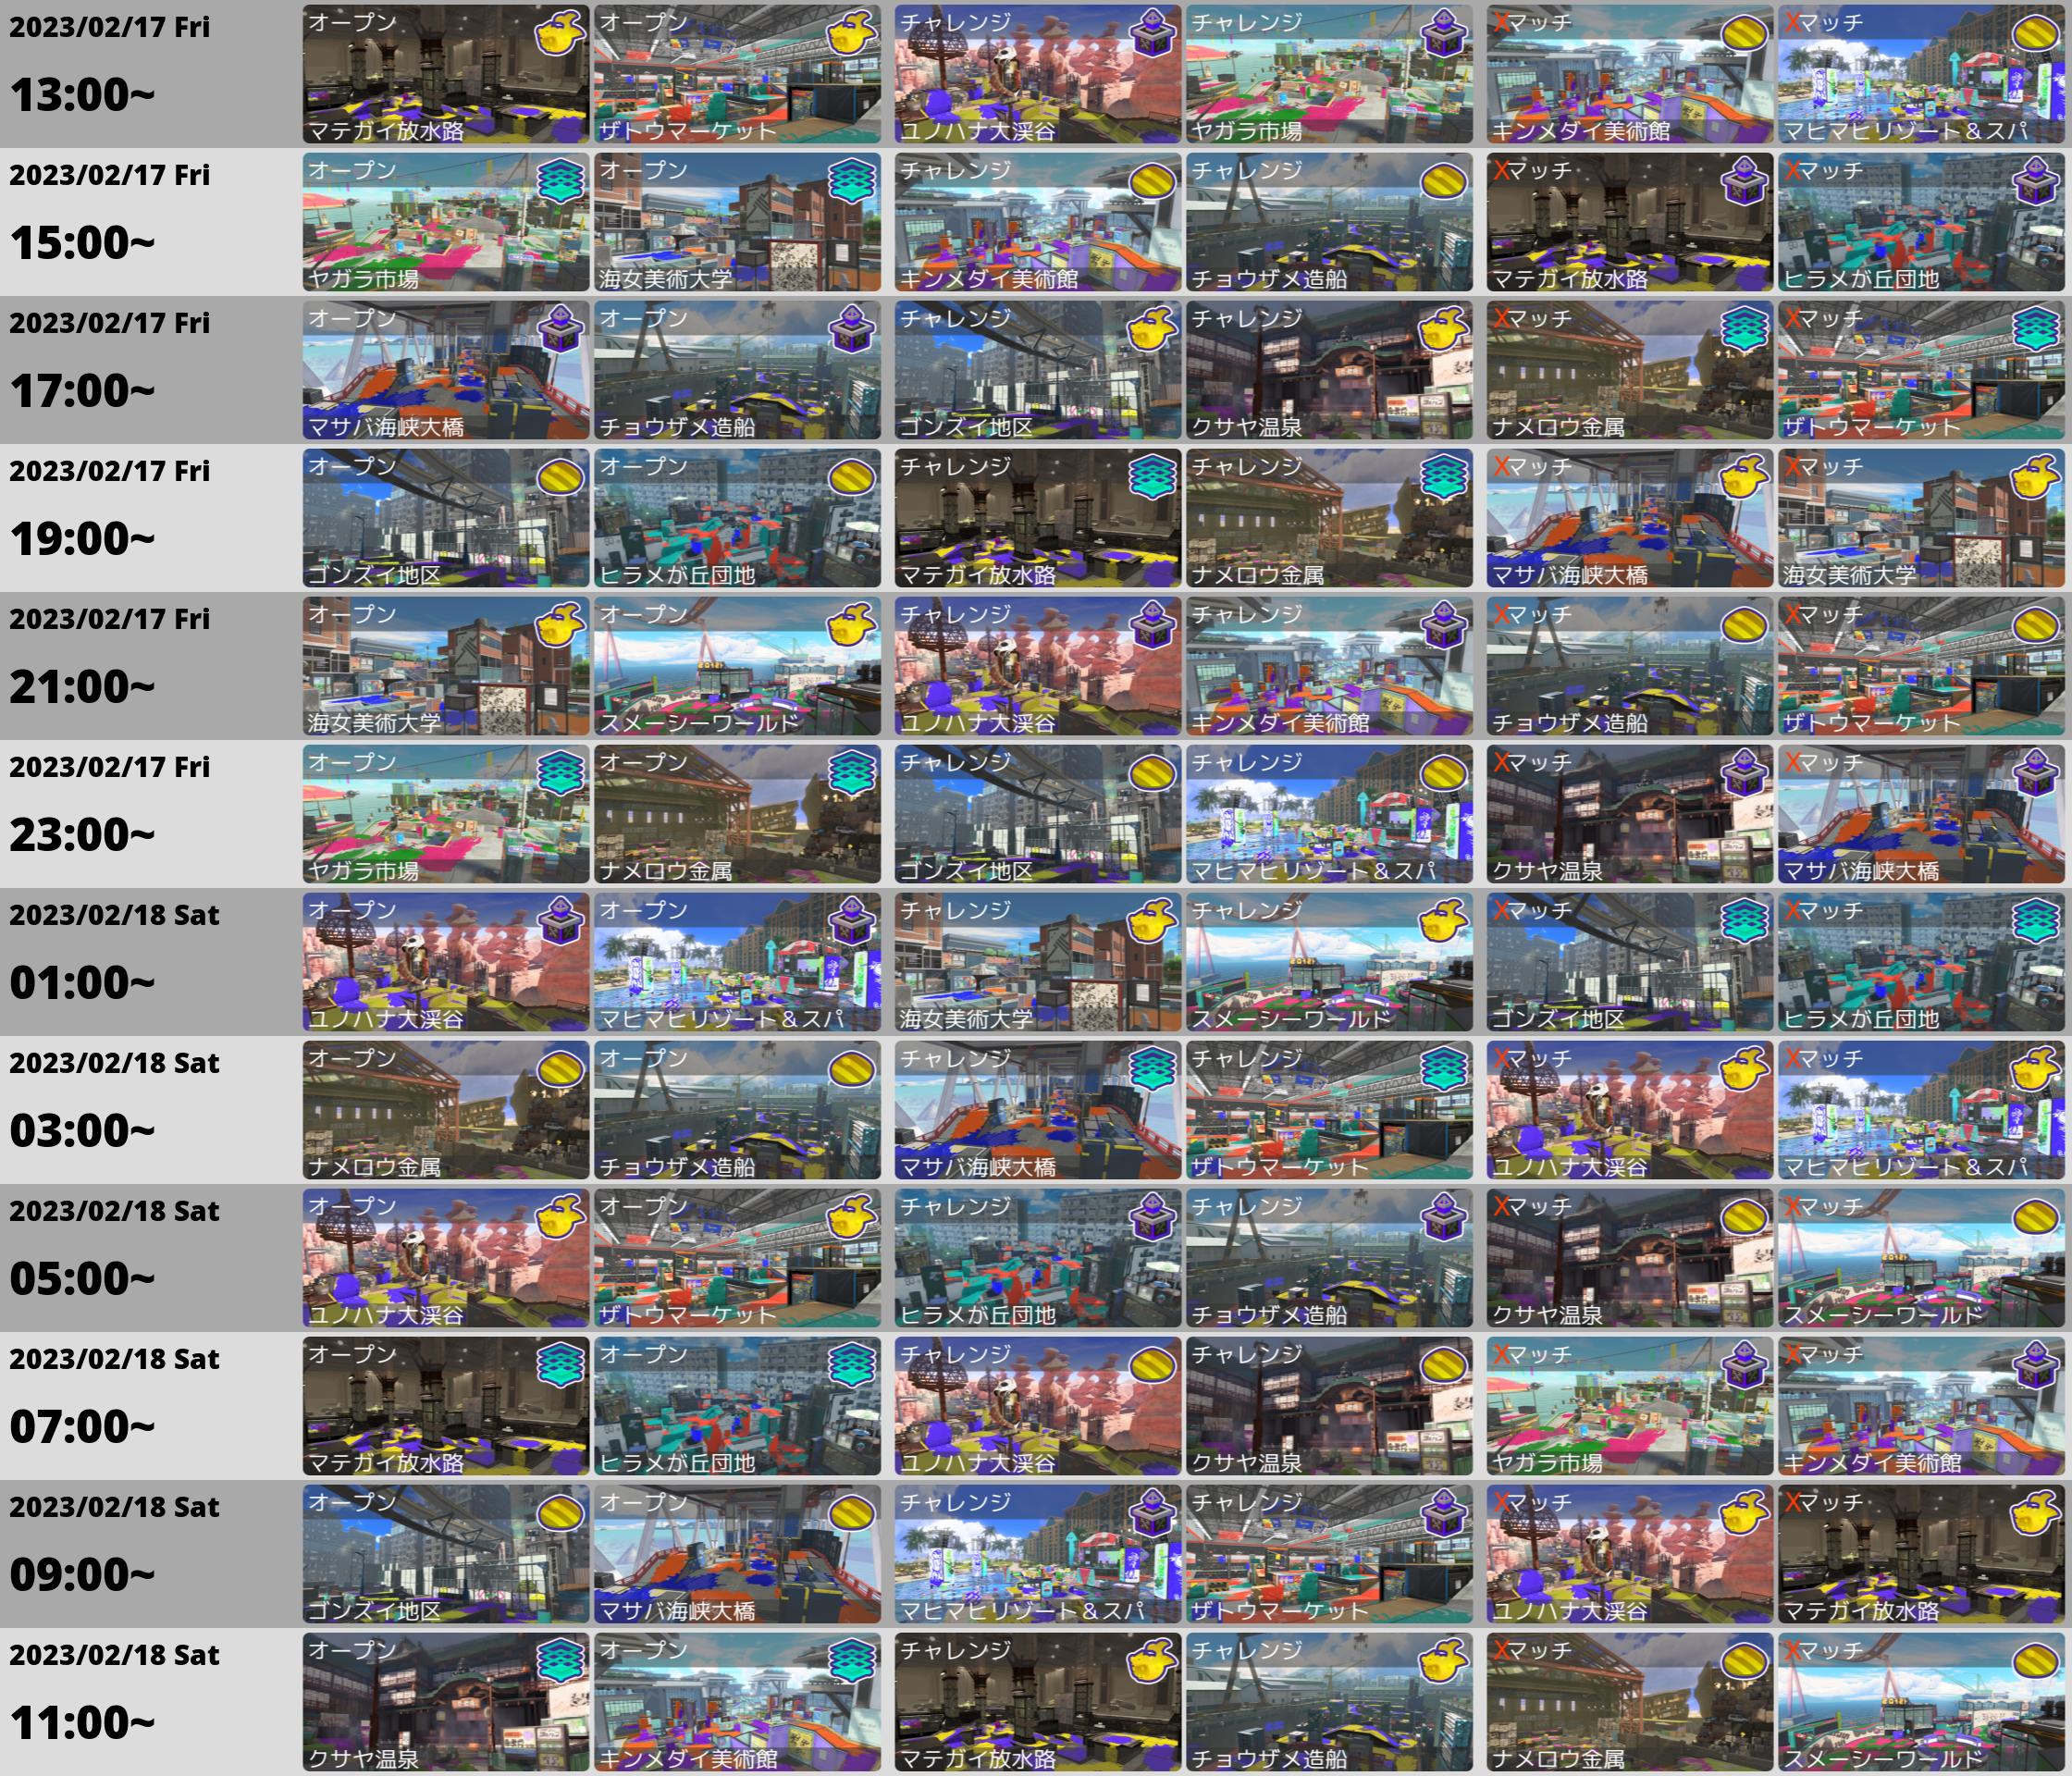 2023/02/17 Fri
13:00~
オープン オープン チャレンジ チャレンジ Xマッチ Xマッチ
マテガイ放水路 ザトウマーケット ユノハナ大渓谷 ヤガラ市場 キンメダイ美術館 マヒマヒリゾート＆スパ
2023/02/17 Fri
15:00~
オープン オープン チャレンジ チャレンジ Xマッチ Xマッチ
ヤガラ市場 海女美術大学 キンメダイ美術館 チョウザメ造船 マテガイ放水路 ヒラメが丘団地
2023/02/17 Fri
17:00~
オープン オープン チャレンジ チャレンジ Xマッチ Xマッチ
マサバ海峡大橋 チョウザメ造船 ゴンズイ地区 クサヤ温泉 ナメロウ金属 ザトウマーケット
2023/02/17 Fri
19:00~
オープン オープン チャレンジ チャレンジ Xマッチ Xマッチ
ゴンズイ地区 ヒラメが丘団地 マテガイ放水路 ナメロウ金属 マサバ海峡大橋 海女美術大学
2023/02/17 Fri
21:00~
オープン オープン チャレンジ チャレンジ Xマッチ Xマッチ
海女美術大学 スメーシーワールド ユノハナ大渓谷 キンメダイ美術館 チョウザメ造船 ザトウマーケット
2023/02/17 Fri
23:00~
オープン オープン チャレンジ チャレンジ Xマッチ Xマッチ
ヤガラ市場 ナメロウ金属 ゴンズイ地区 マヒマヒリゾート＆スパ クサヤ温泉 マサバ海峡大橋
2023/02/18 Sat
01:00~
オープン オープン チャレンジ チャレンジ Xマッチ Xマッチ
ユノハナ大渓谷 マヒマヒリゾート＆スパ 海女美術大学 スメーシーワールド ゴンズイ地区 ヒラメが丘団地
2023/02/18 Sat
03:00~
オープン オープン チャレンジ チャレンジ Xマッチ Xマッチ
ナメロウ金属 チョウザメ造船 マサバ海峡大橋 ザトウマーケット ユノハナ大渓谷 マヒマヒリゾート＆スパ
2023/02/18 Sat
05:00~
オープン オープン チャレンジ チャレンジ Xマッチ Xマッチ
ユノハナ大渓谷 ザトウマーケット ヒラメが丘団地 チョウザメ造船 クサヤ温泉 スメーシーワールド
2023/02/18 Sat
07:00~
オープン オープン チャレンジ チャレンジ Xマッチ Xマッチ
マテガイ放水路 ヒラメが丘団地 ユノハナ大渓谷 クサヤ温泉 ヤガラ市場 キンメダイ美術館
2023/02/18 Sat
09:00~
オープン オープン チャレンジ チャレンジ Xマッチ Xマッチ
ゴンズイ地区 マサバ海峡大橋 マヒマヒリゾート＆スパ ザトウマーケット ユノハナ大渓谷 マテガイ放水路
2023/02/18 Sat
11:00~
オープン オープン チャレンジ チャレンジ Xマッチ Xマッチ
クサヤ温泉 キンメダイ美術館 マテガイ放水路 チョウザメ造船 ナメロウ金属 スメーシーワールド